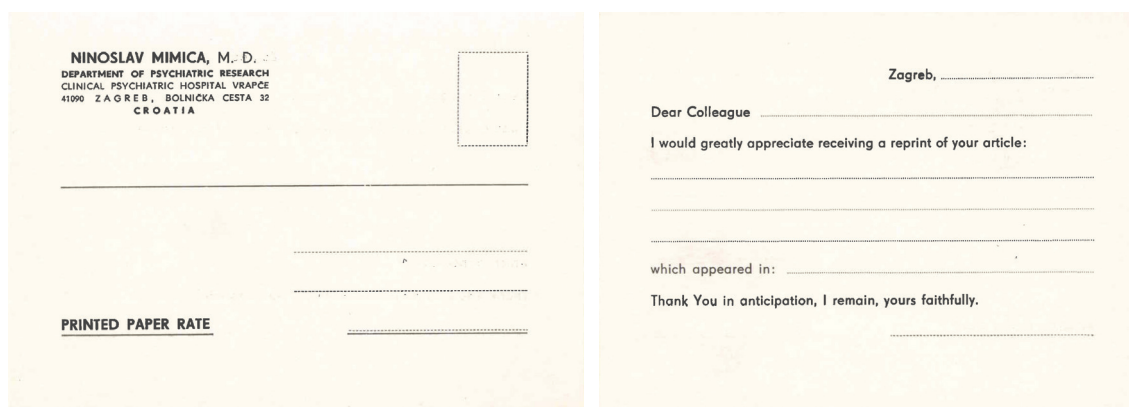 NINOSLAV MIMICA, M. D.
DEPARTMENT OF PSYCHIATRIC RESEARCH
CLINICAL PSYCHIATRIC HOSPITAL VRAPČE
41090 ZAGREB, BOLNIČKA CESTA 32
CROATIA
PRINTED PAPER RATE
Zagreb,
Dear Colleague
I would greatly appreciate receiving a reprint of your article:
which appeared in:
Thank You in anticipation, I remain, yours faithfully.